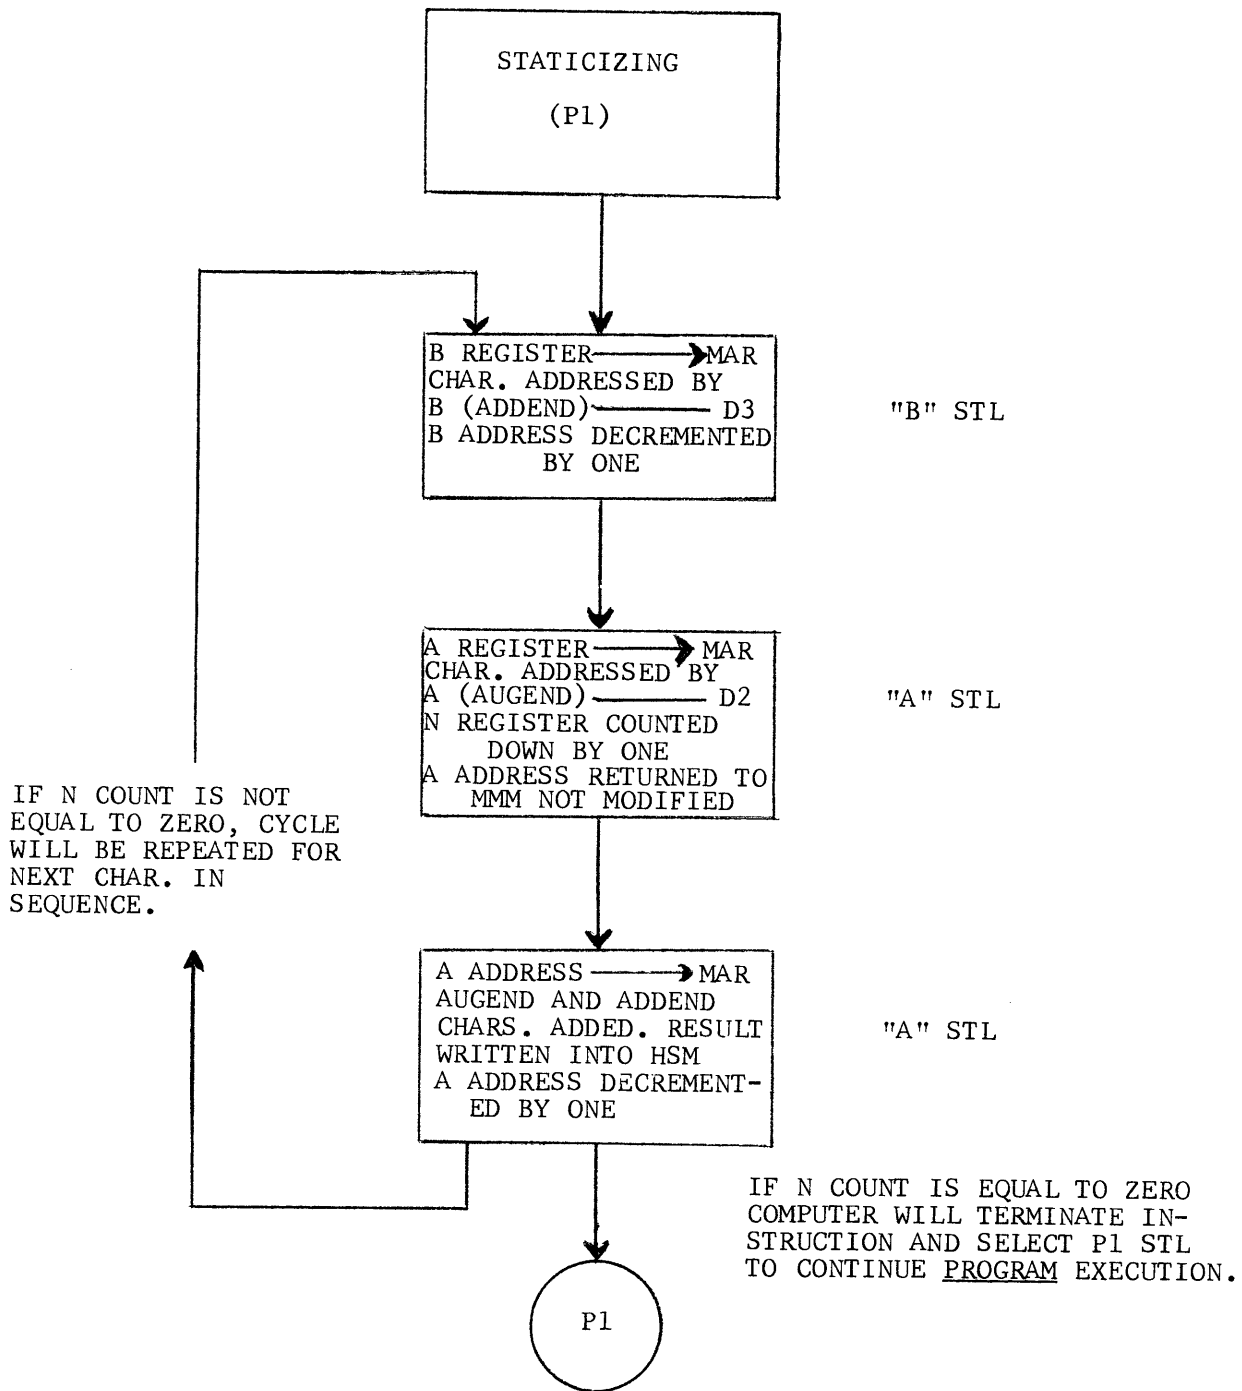 STATICIZING
(P1)
B REGISTER MAR
CHAR. ADDRESSED BY
B (ADDEND) D3
B ADDRESS DECREMENTED
BY ONE
"B" STL
A REGISTER MAR
CHAR. ADDRESSED BY
A (AUGEND) D2
N REGISTER COUNTED
DOWN BY ONE
A ADDRESS RETURNED TO
MMM NOT MODIFIED
"A" STL
IF N COUNT IS NOT
EQUAL TO ZERO, CYCLE
WILL BE REPEATED FOR
NEXT CHAR. IN
SEQUENCE.
A ADDRESS MAR
AUGEND AND ADDEND
CHARS. ADDED. RESULT
WRITTEN INTO HSM
A ADDRESS DECREMENT-
ED BY ONE
"A" STL
IF N COUNT IS EQUAL TO ZERO
COMPUTER WILL TERMINATE IN-
STRUCTION AND SELECT P1 STL
TO CONTINUE PROGRAM EXECUTION.
P1